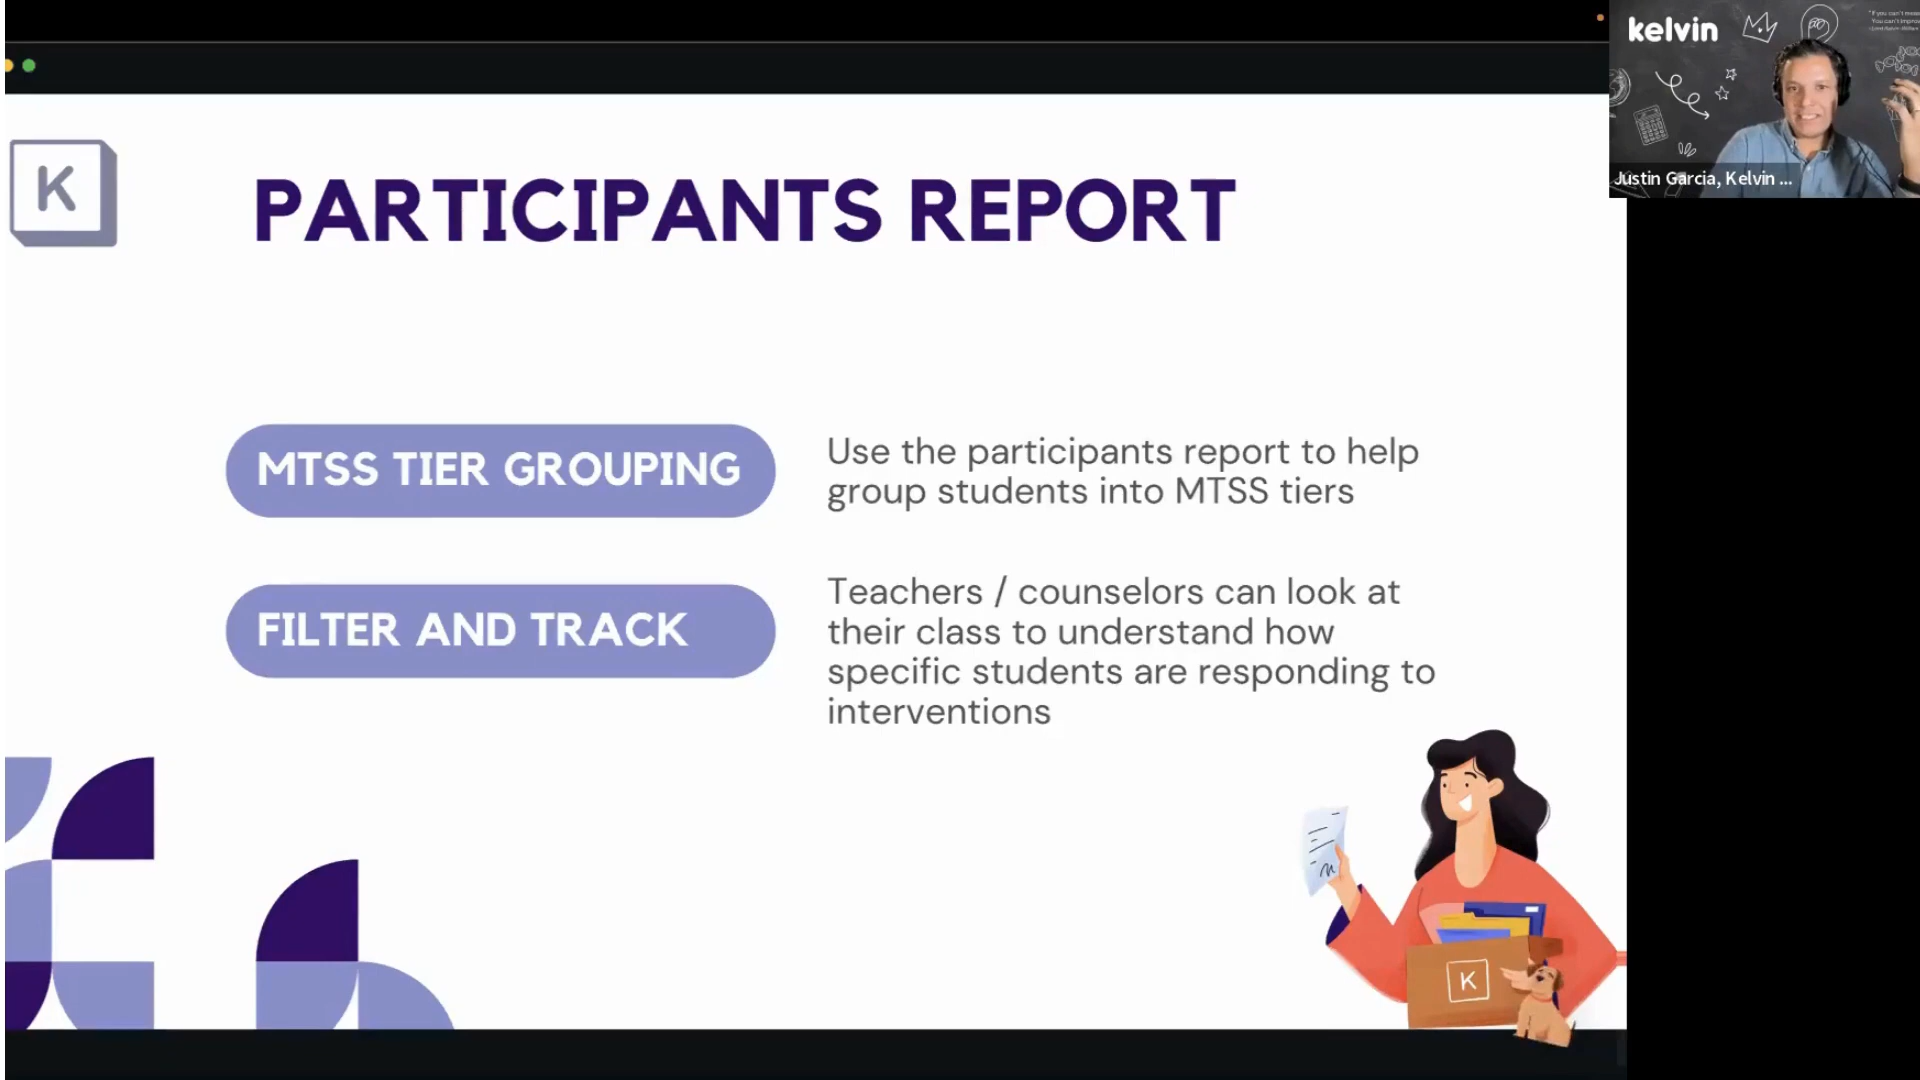 kelvin
Justin Garcia, Kelvin ...
K
PARTICIPANTS REPORT
MTSS TIER GROUPING
Use the participants report to help
group students into MTSS tiers
FILTER AND TRACK
Teachers / counselors can look at
their class to understand how
specific students are responding to
interventions
K